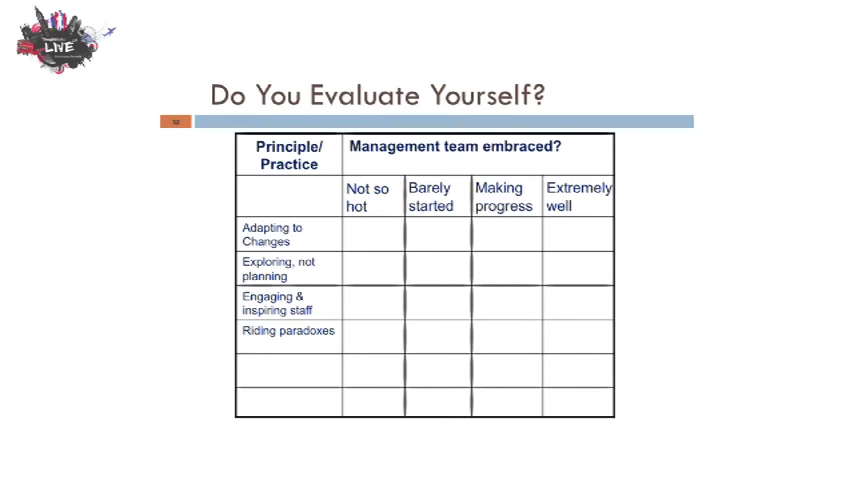 LIVE
Do You Evaluate Yourself?
52
Principle/
Practice
Management team embraced?
Not so
hot
Barely
started
Making
progress
Extremely
well
Adapting to
Changes
Exploring, not
planning
Engaging &
inspiring staff
Riding paradoxes